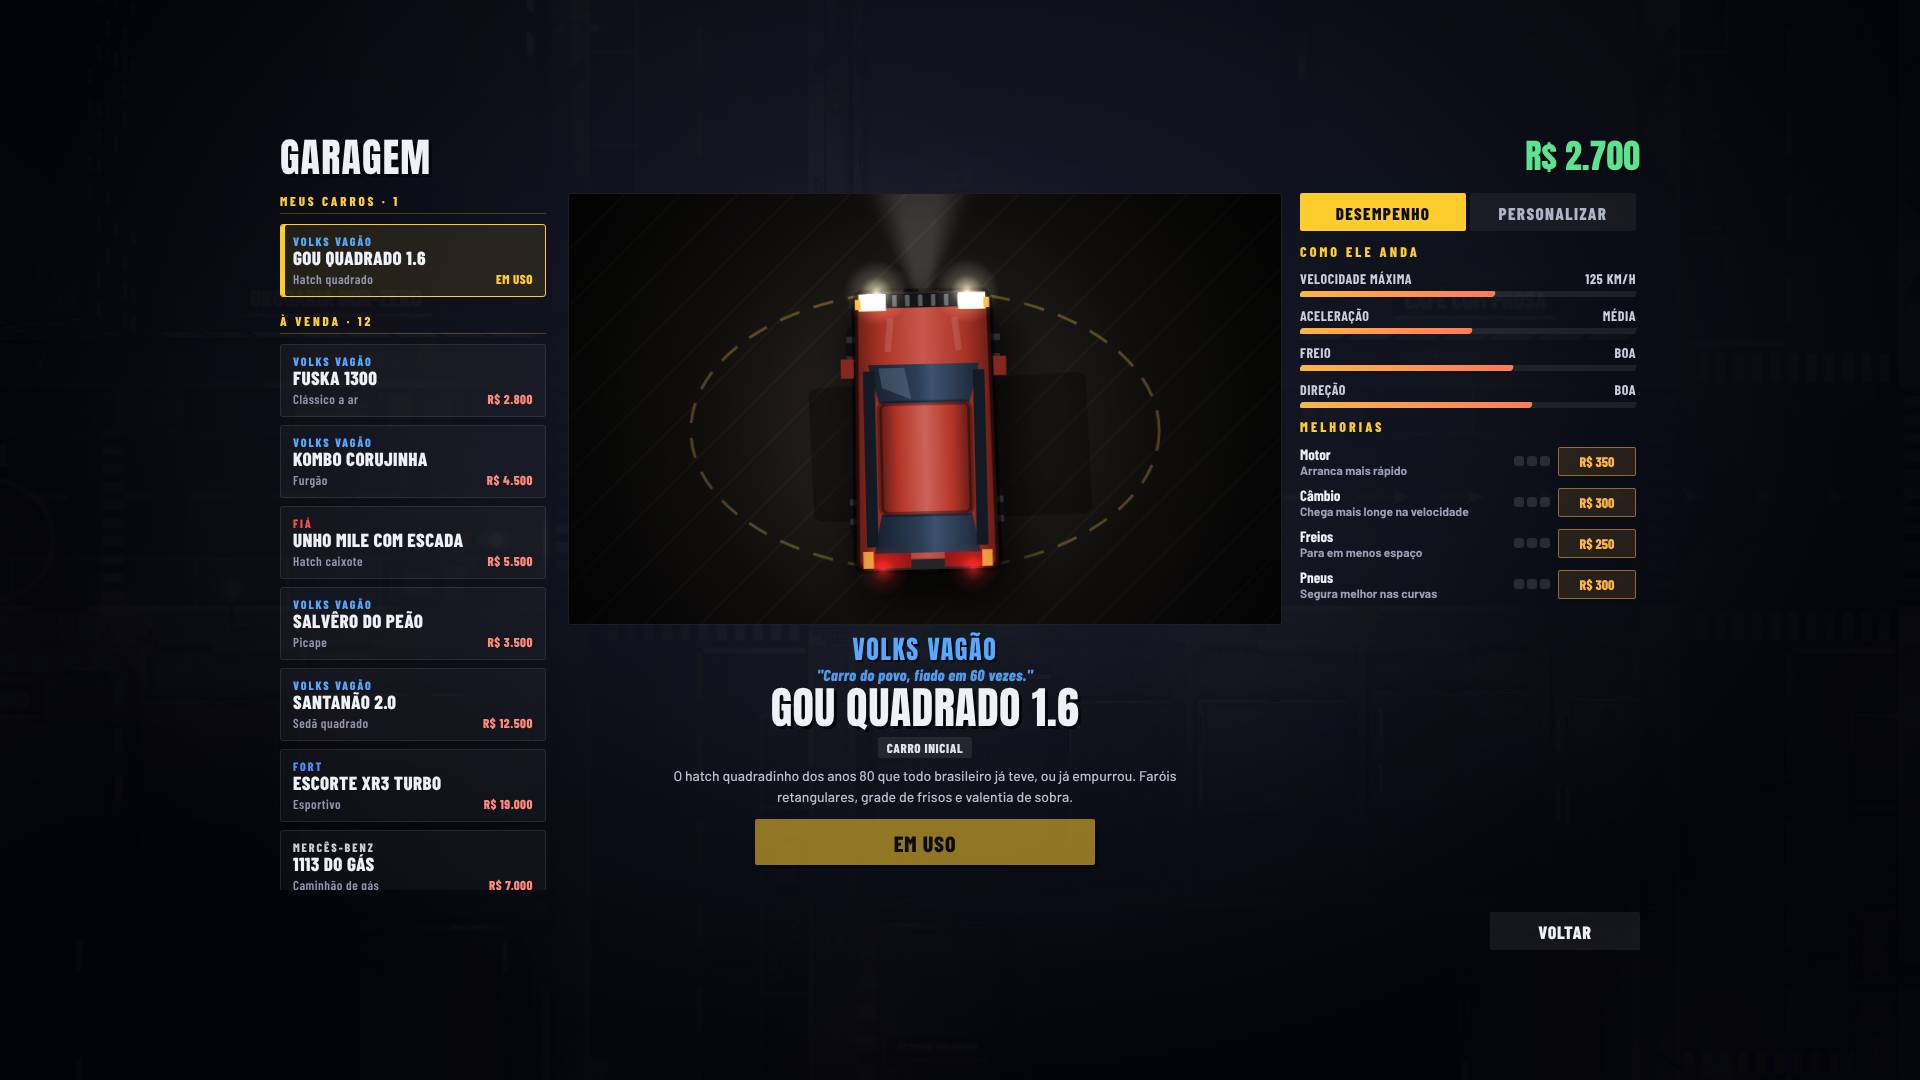 GARAGEM
R$ 2.700
MEUS CARROS · 1
VOLKS VAGÃO
GOU QUADRADO 1.6
Hatch quadrado
EM USO
À VENDA · 12
VOLKS VAGÃO
FUSKA 1300
Clássico a ar
R$ 2.800
VOLKS VAGÃO
KOMBO CORUJINHA
Furgão
R$ 4.500
FIÁ
UNHO MILE COM ESCADA
Hatch caixote
R$ 5.500
VOLKS VAGÃO
SALVÊRO DO PEÃO
Picape
R$ 3.500
VOLKS VAGÃO
SANTANÃO 2.0
Sedã quadrado
R$ 12.500
FORT
ESCORTE XR3 TURBO
Esportivo
R$ 19.000
MERCÊS-BENZ
1113 DO GÁS
Caminhão de gás
R$ 7.000
VOLKS VAGÃO
"Carro do povo, fiado em 60 vezes."
GOU QUADRADO 1.6
CARRO INICIAL
O hatch quadradinho dos anos 80 que todo brasileiro já teve, ou já empurrou. Faróis
retangulares, grade de frisos e valentia de sobra.
EM USO
DESEMPENHO
PERSONALIZAR
COMO ELE ANDA
VELOCIDADE MÁXIMA
125 KM/H
ACELERAÇÃO
MÉDIA
FREIO
BOA
DIREÇÃO
BOA
MELHORIAS
Motor
Arranca mais rápido
R$ 350
Câmbio
Chega mais longe na velocidade
R$ 300
Freios
Para em menos espaço
R$ 250
Pneus
Segura melhor nas curvas
R$ 300
VOLTAR